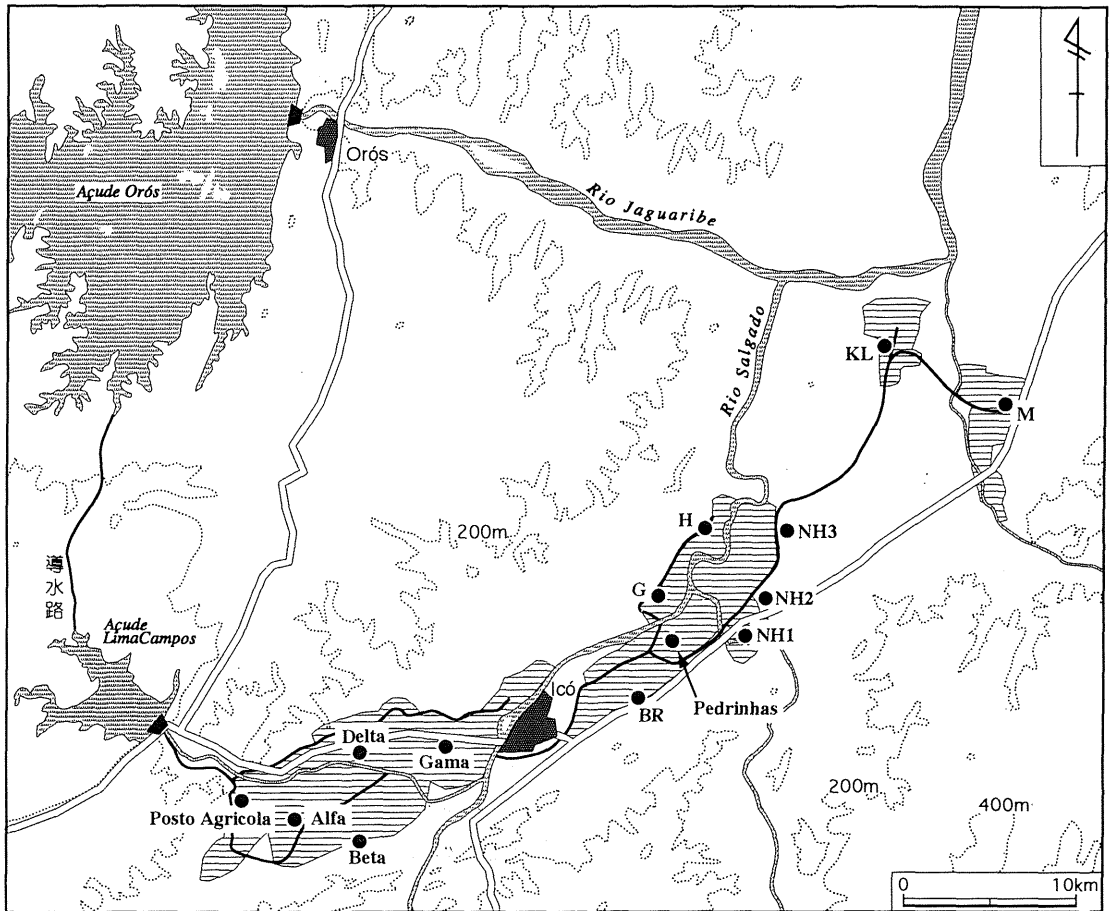 Orós
Açude Orós
Rio Jaguaribe
Rio Salgado
KL
M
200m
H
NH3
導水路
G
NH2
Açude
LimaCampos
NH1
Icó
Pedrinhas
BR
Delta
Gama
200m
400m
Posto Agricola
Alfa
Beta
0
10km